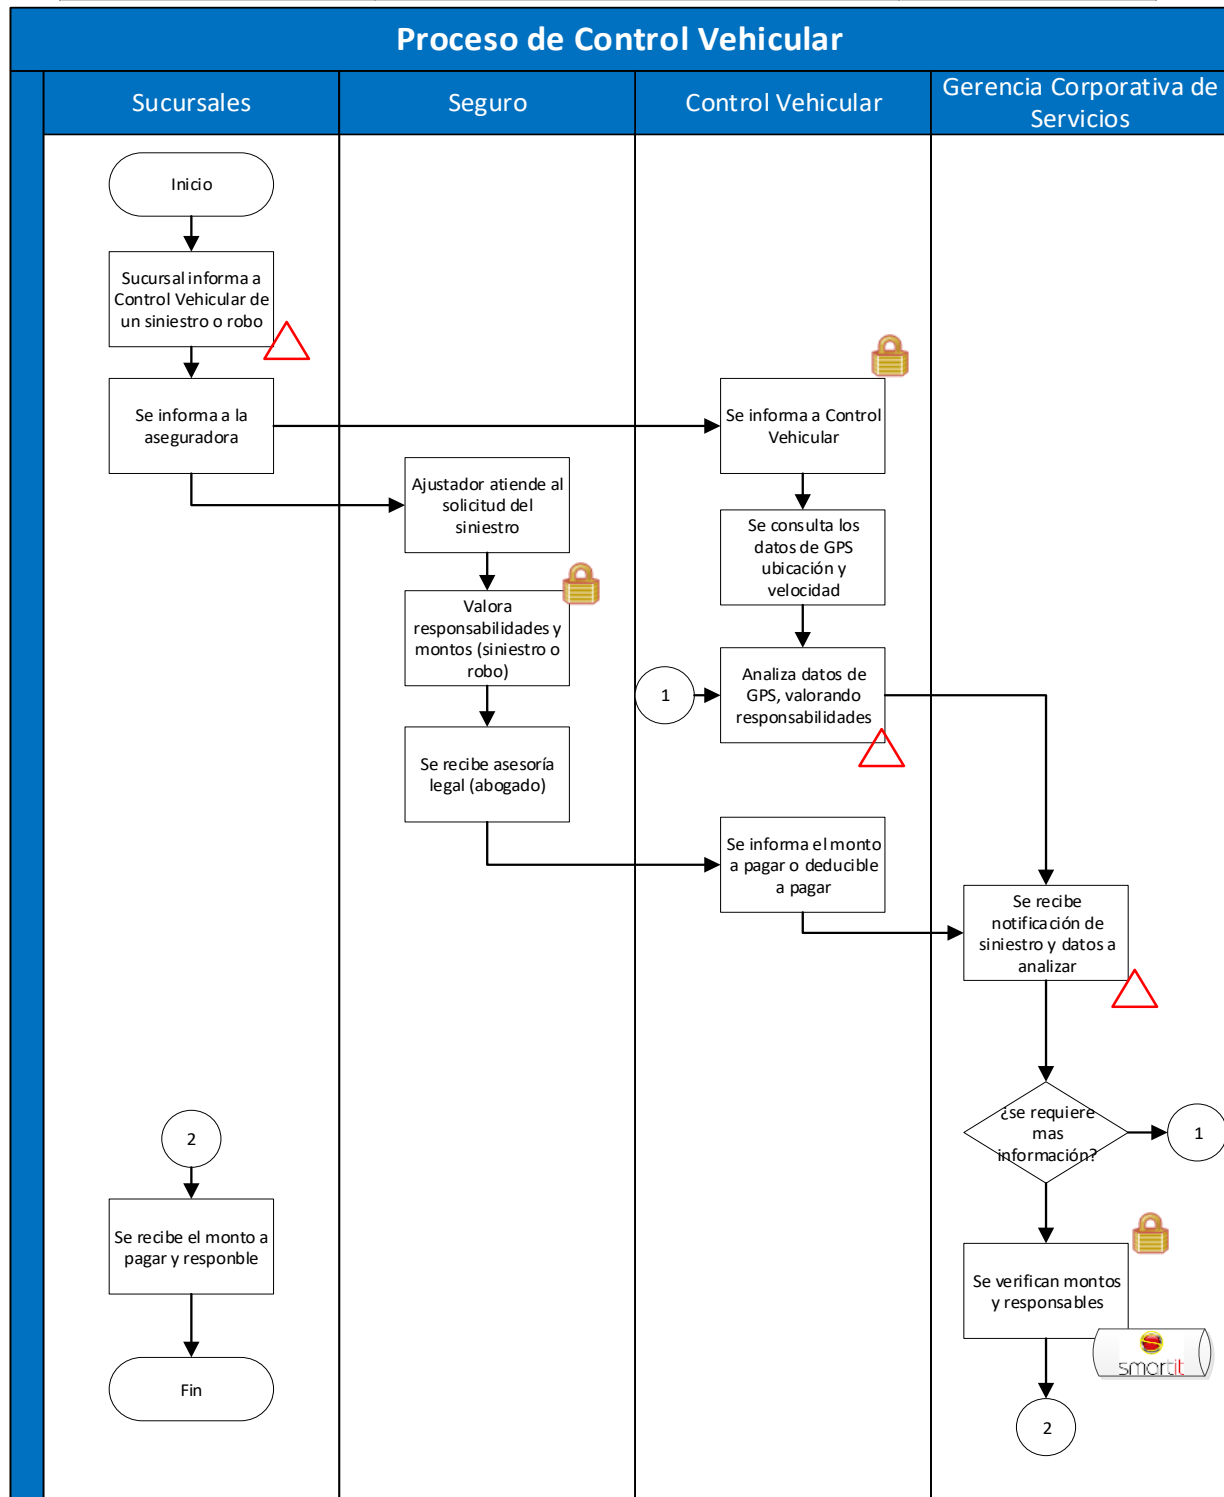 Proceso de Control Vehicular
Sucursales
Seguro
Control Vehicular
Gerencia Corporativa de
Servicios
Inicio
Sucursal informa a
Control Vehicular de
un siniestro o robo
Se informa a la
aseguradora
Se informa a Control
Vehicular
Ajustador atiende al
solicitud del
siniestro
Se consulta los
datos de GPS
ubicación y
velocidad
Valora
responsabilidades y
montos (siniestro o
robo)
1
Analiza datos de
GPS, valorando
responsabilidades
Se recibe asesoría
legal (abogado)
Se informa el monto
a pagar o deducible
a pagar
Se recibe
notificación de
siniestro y datos a
analizar
¿se requiere
mas
información?
1
2
Se recibe el monto a
pagar y responble
Se verifican montos
y responsables
smartit
Fin
2